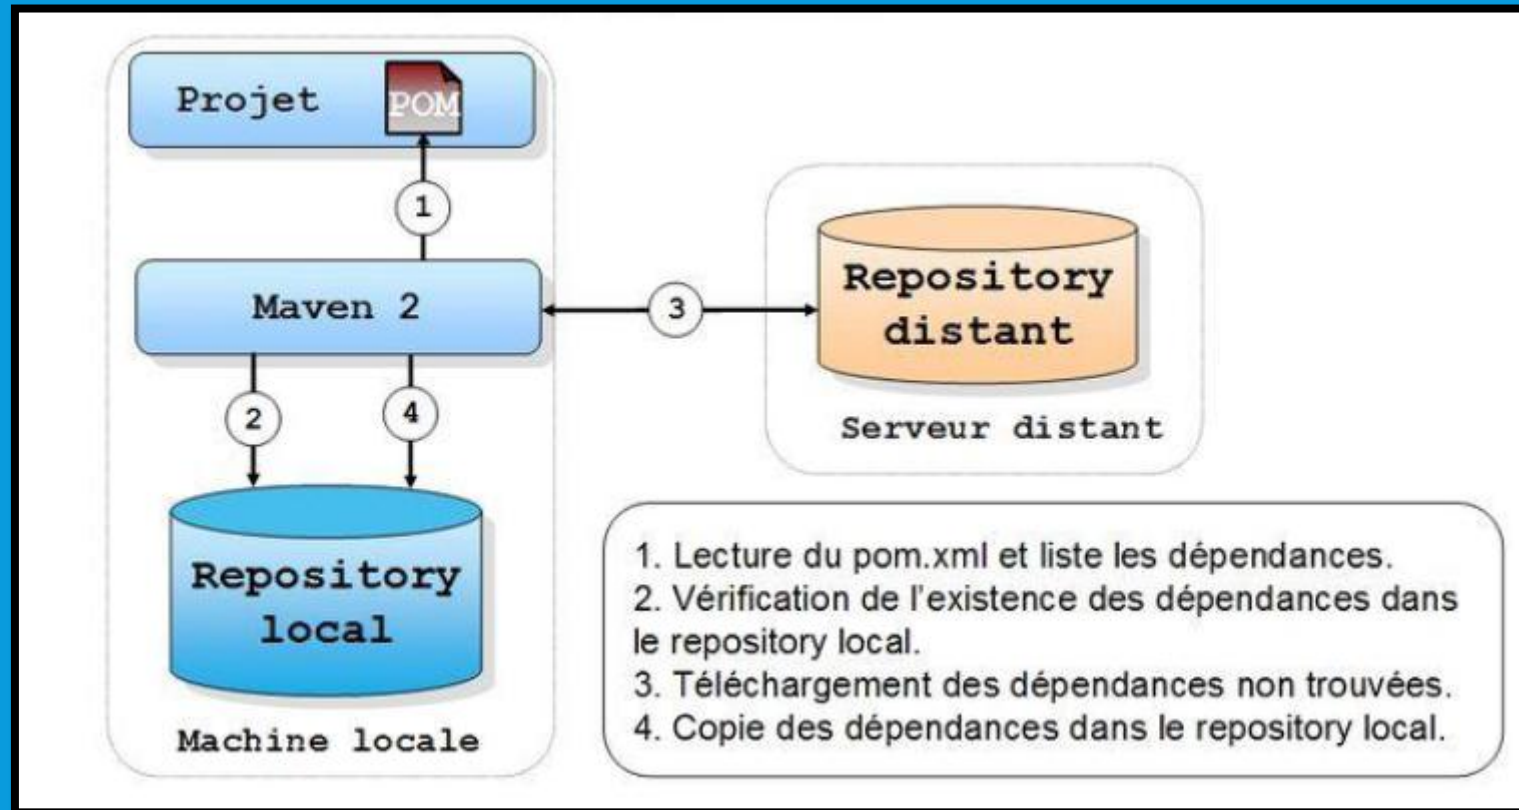 Projet
POM
1
Maven 2
3
Repository
distant
2
4
Serveur distant
Repository
local
Machine locale
1. Lecture du pom.xml et liste les dépendances.
2. Vérification de l'existence des dépendances dans
le repository local.
3. Téléchargement des dépendances non trouvées.
4. Copie des dépendances dans le repository local.